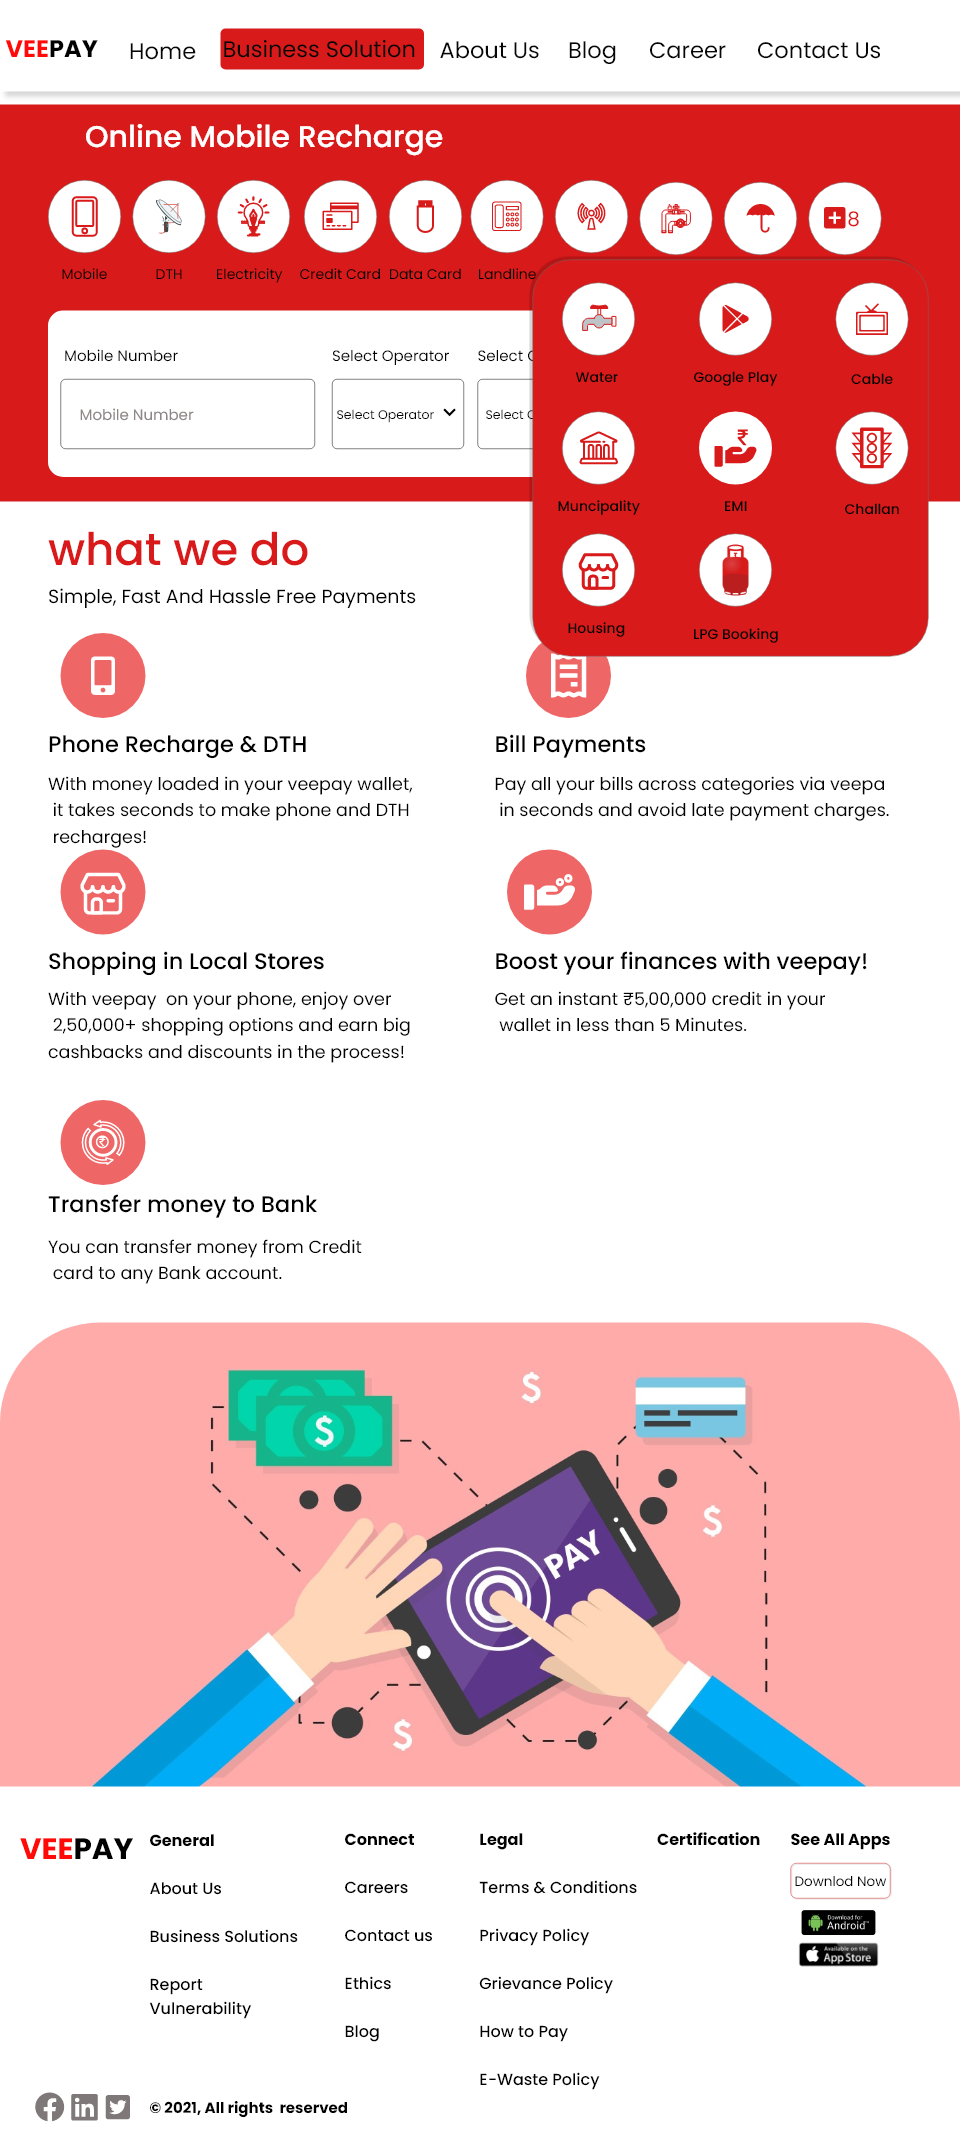 VEEPAY
Home
Business Solution
About Us
Blog
Career
Contact Us
Online Mobile Recharge
+8
Mobile
DTH
Electricity
Credit Card
Data Card
Landline
Water
Google Play
Cable
Mobile Number
Select Operator
Select
Mobile Number
Select Operator
Select
Muncipality
EMI
Challan
Housing
LPG Booking
what we do
Simple, Fast And Hassle Free Payments
Phone Recharge & DTH
With money loaded in your veepay wallet,
it takes seconds to make phone and DTH
recharges!
Bill Payments
Pay all your bills across categories via veepa
in seconds and avoid late payment charges.
Shopping in Local Stores
With veepay on your phone, enjoy over
2,50,000+ shopping options and earn big
cashbacks and discounts in the process!
Boost your finances with veepay!
Get an instant ₹5,00,000 credit in your
wallet in less than 5 Minutes.
Transfer money to Bank
You can transfer money from Credit
card to any Bank account.
$
$
$
$
PAY
VEEPAY
General
About Us
Business Solutions
Report
Vulnerability
Connect
Careers
Contact us
Ethics
Blog
Legal
Terms & Conditions
Privacy Policy
Grievance Policy
How to Pay
E-Waste Policy
Certification
See All Apps
Downlod Now
Download for
Android
Available on the
App Store
© 2021, All rights reserved